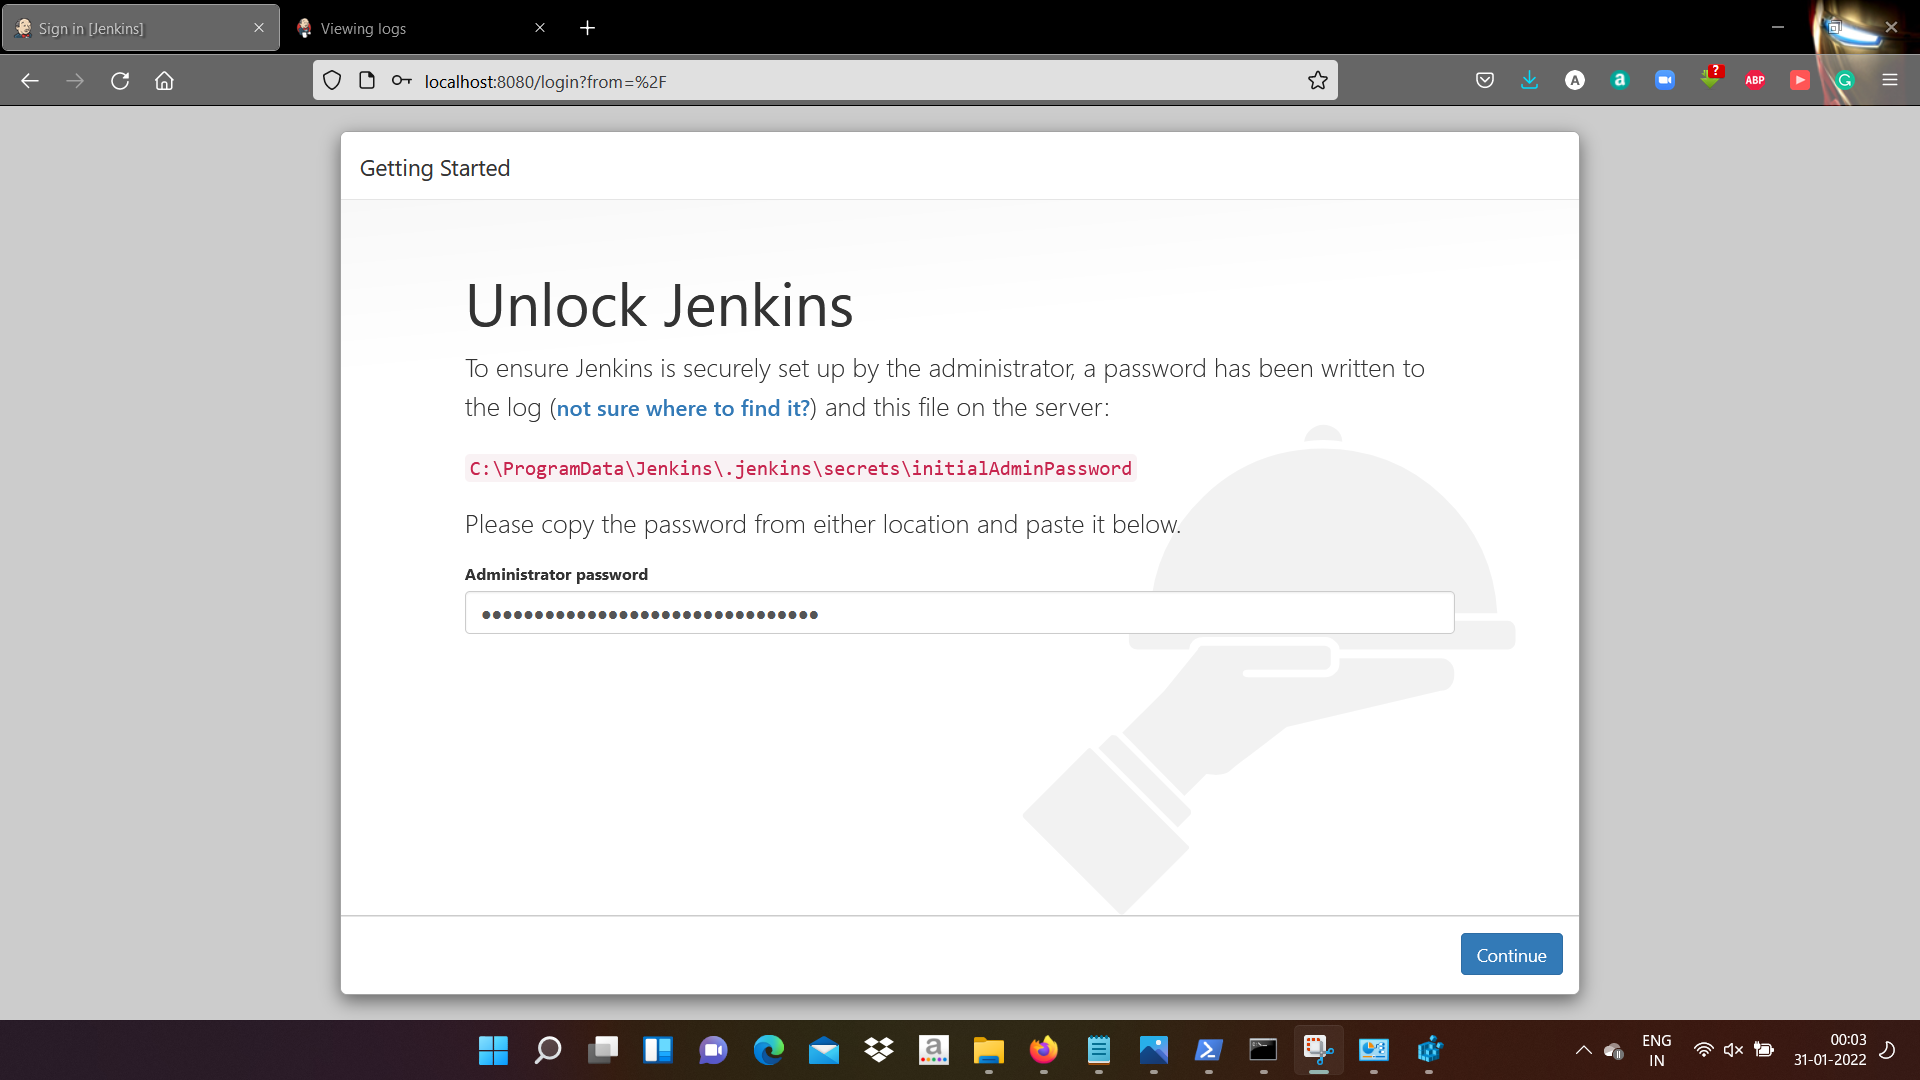 Sign in [Jenkins]
Viewing logs
localhost:8080/login?from=%2F
A
a
?
ABP
G
Getting Started
Unlock Jenkins
To ensure Jenkins is securely set up by the administrator, a password has been written to
the log (not sure where to find it?) and this file on the server:
C:\ProgramData\Jenkins\.jenkins\secrets\initialAdminPassword
Please copy the password from either location and paste it below.
Administrator password
Continue
a
ENG
IN
00:03
31-01-2022